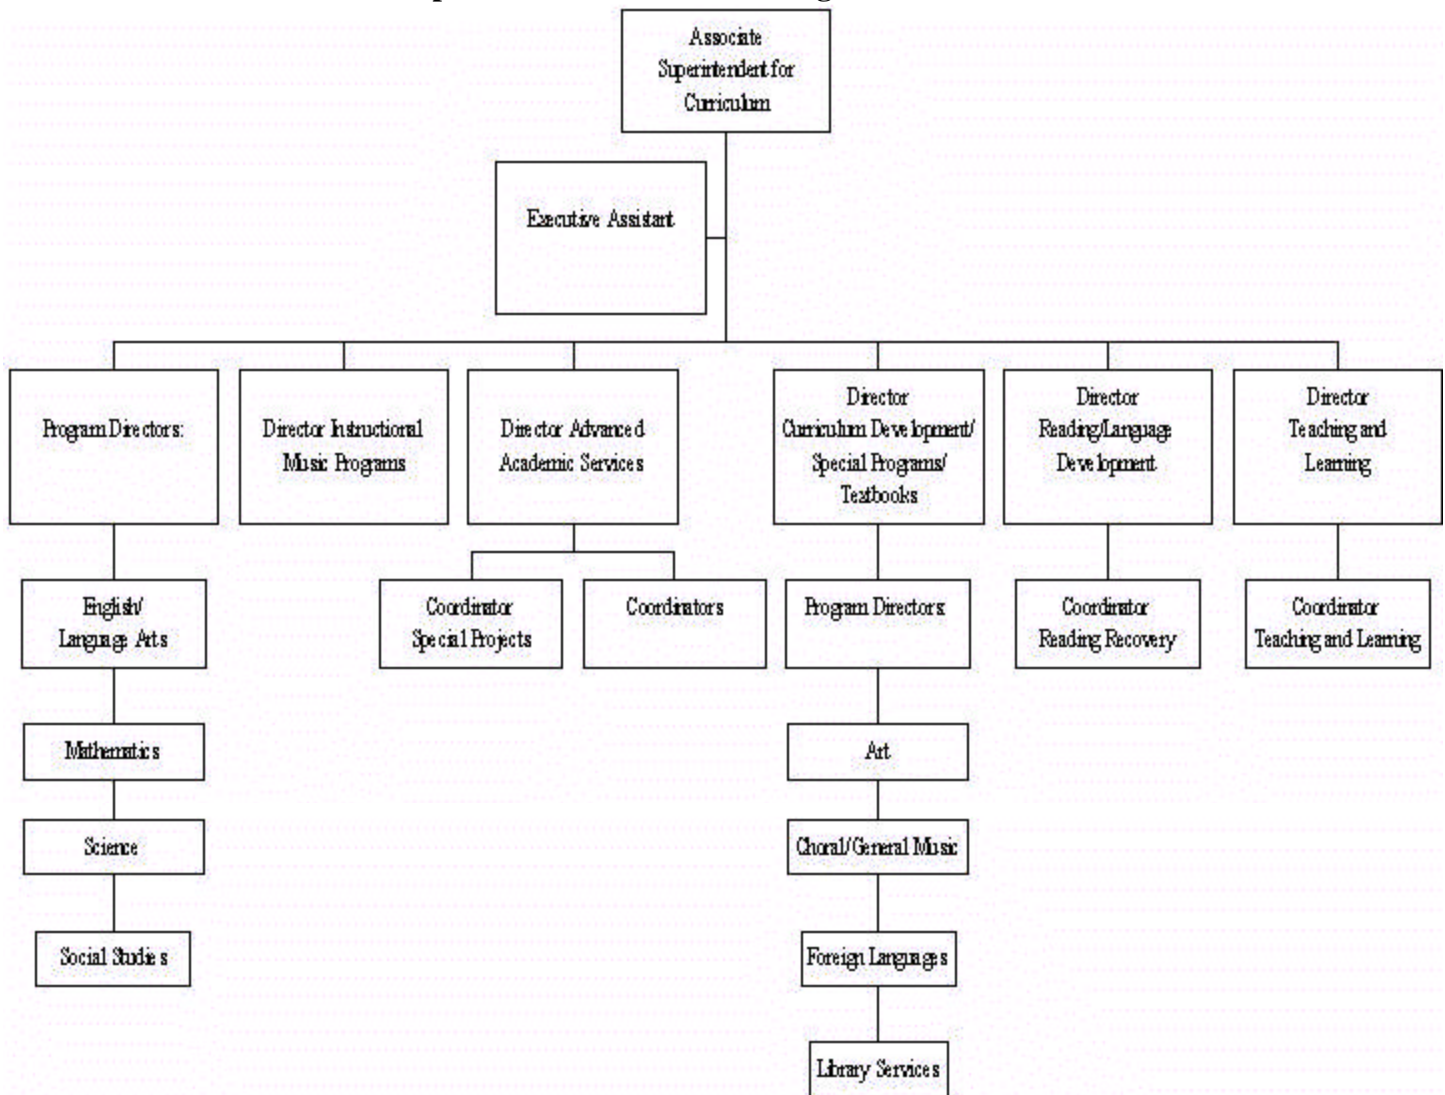 Associate
Superintendent for
Curriculum
Executive Assistant
Program Directors:
Director Instructional
Music Programs
Director Advanced
Academic Services
Director
Curriculum Development/
Special Programs/
Textbooks
Director
Reading/Language
Development
Director
Teaching and
Learning
English/
Language Arts
Coordinator
Special Projects
Coordinators
Program Directors:
Coordinator
Reading Recovery
Coordinator
Teaching and Learning
Mathematics
Art
Science
Choral/General Music
Social Studies
Foreign Languages
Library Services